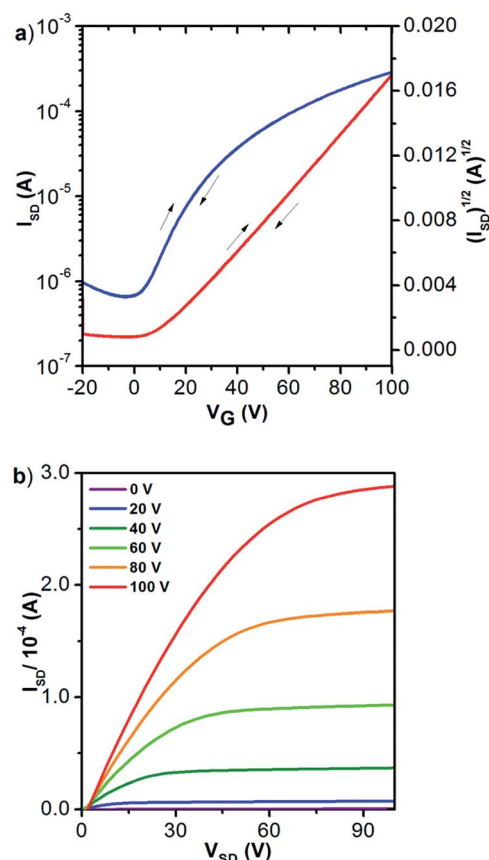 a)
10⁻³
10⁻⁴
10⁻⁵
10⁻⁶
10⁻⁷
I_SD (A)
0.020
0.016
0.012
0.008
0.004
0.000
(I_SD)^1/2 (A)^1/2
-20 0 20 40 60 80 100
V_G (V)
b)
3.0
2.0
1.0
0.0
I_SD/ 10⁻⁴ (A)
0 V
20 V
40 V
60 V
80 V
100 V
0 30 60 90
V_SD (V)